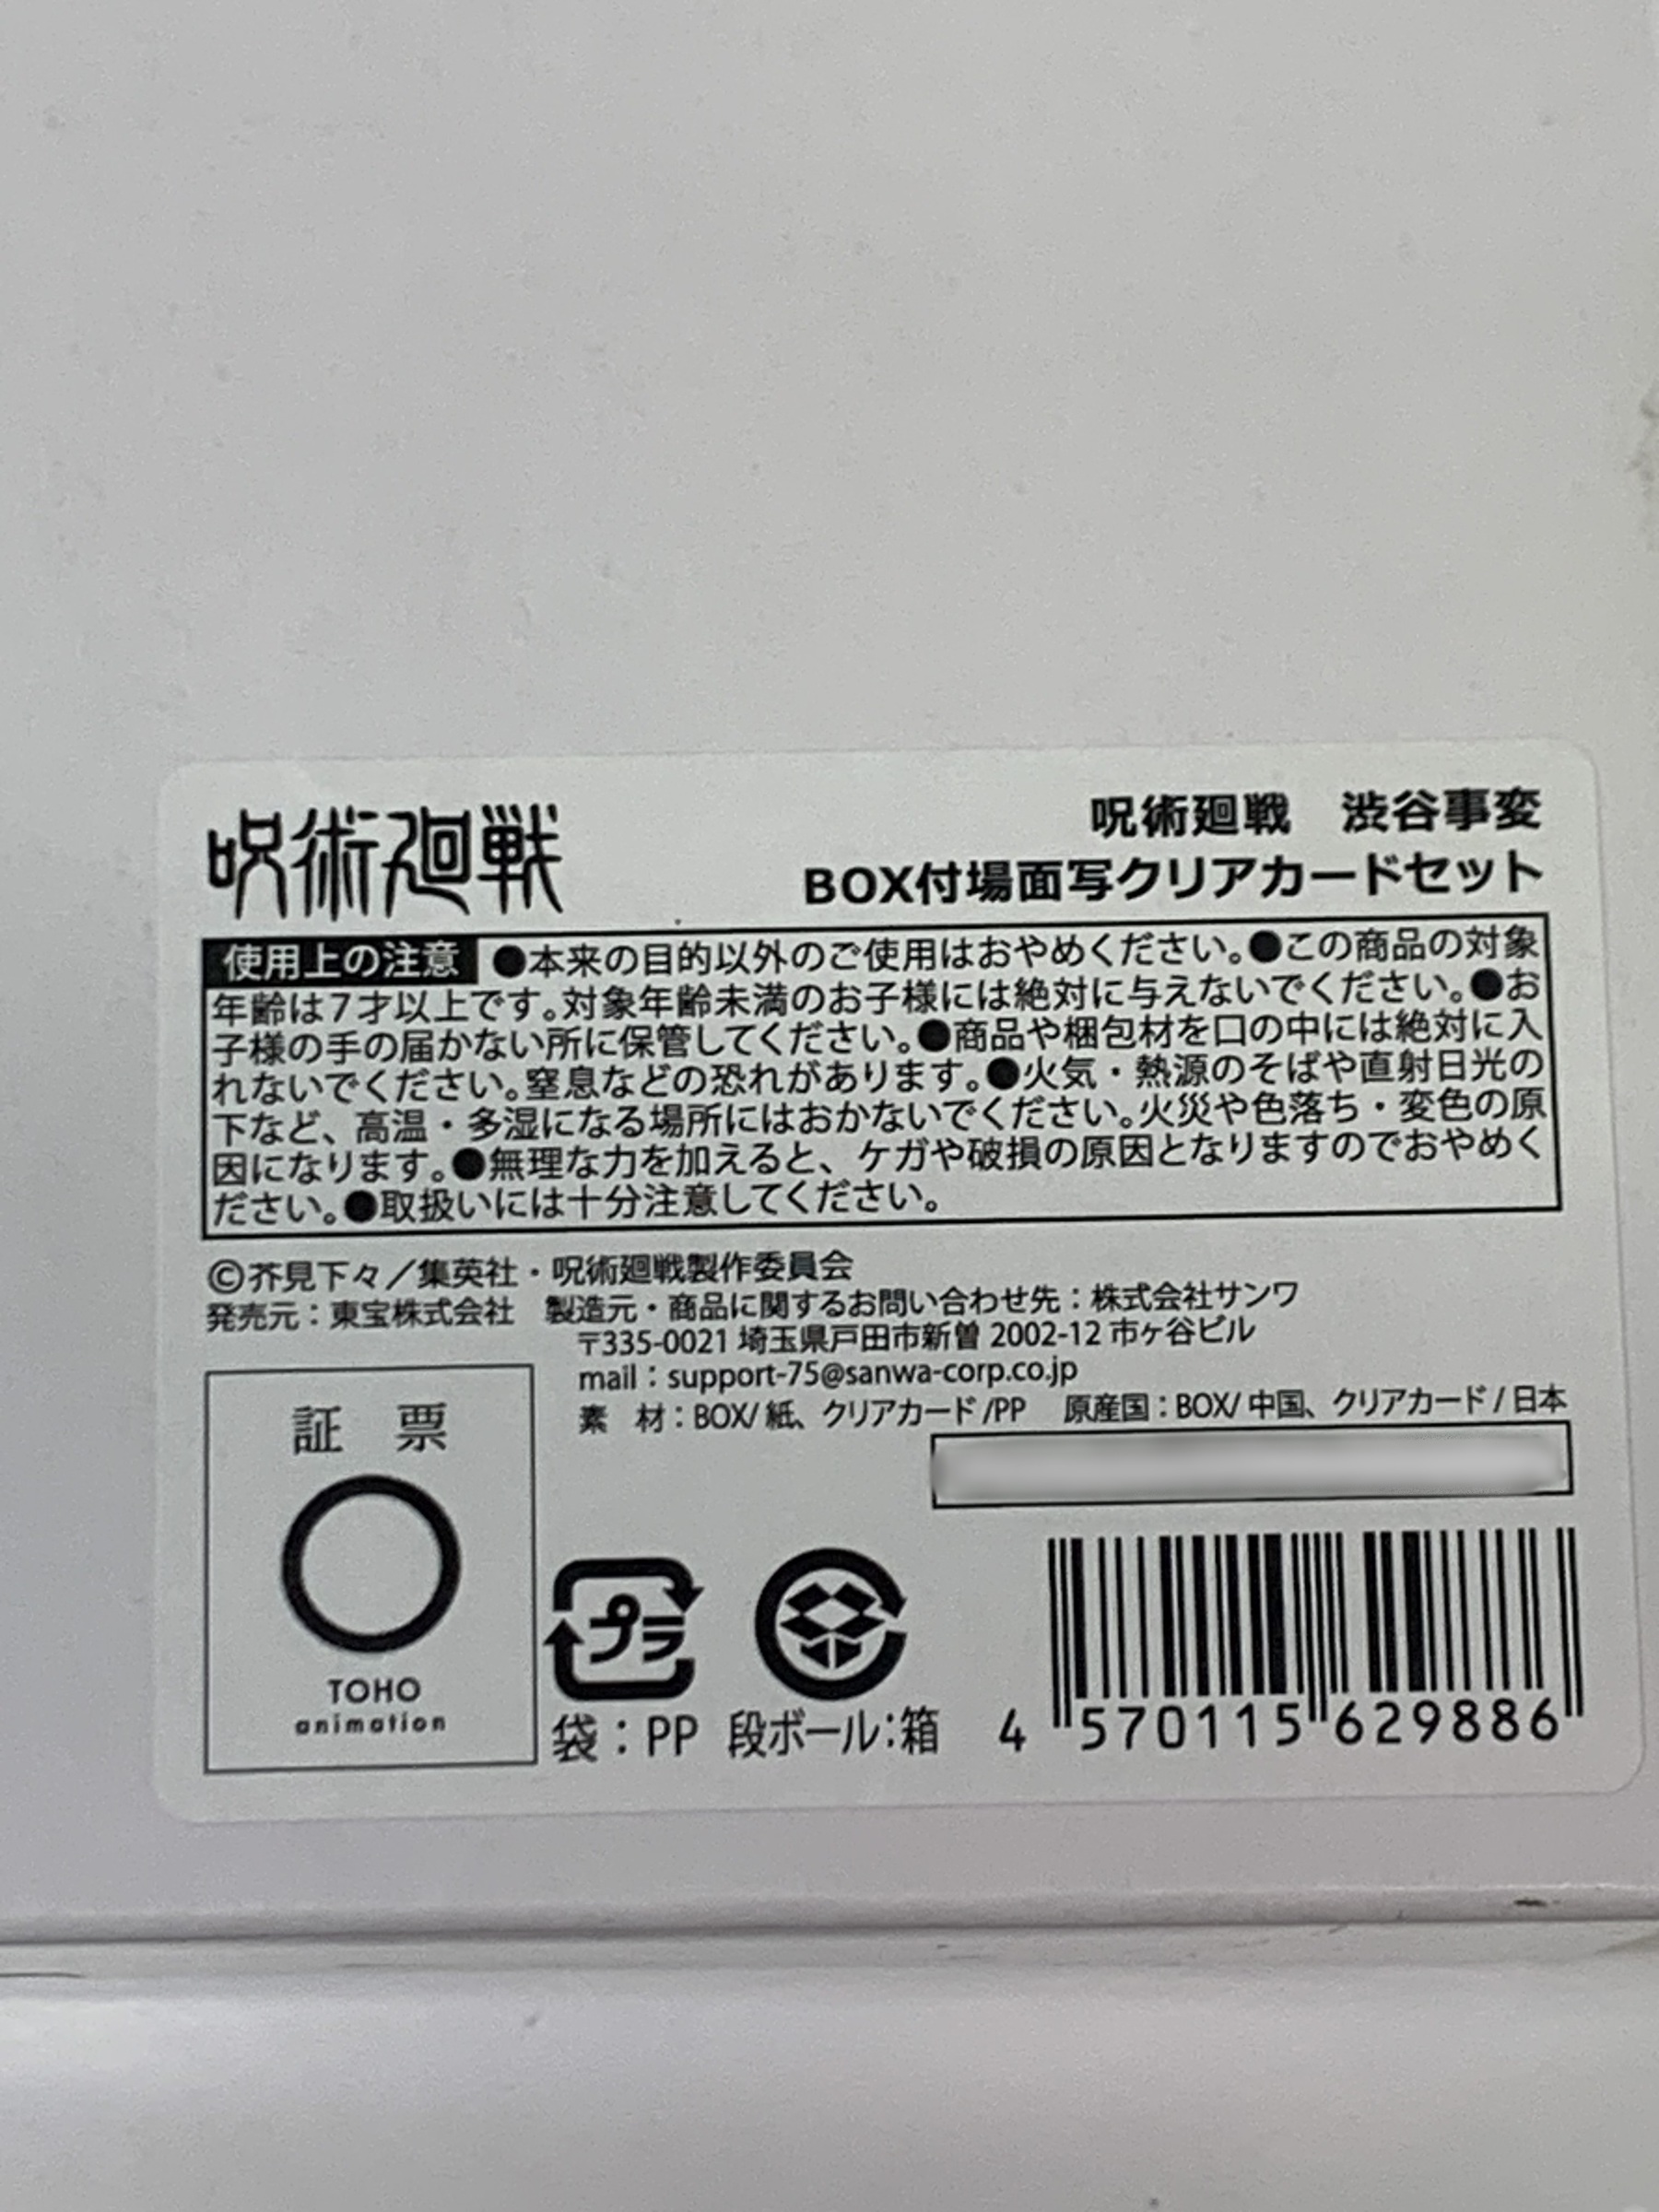 呪術廻戦
呪術廻戦　渋谷事変
BOX付場面写クリアカードセット
使用上の注意 ●本来の目的以外のご使用はおやめください。●この商品の対象
年齢は7才以上です。対象年齢未満のお子様には絶対に与えないでください。●お
子様の手の届かない所に保管してください。●商品や梱包材を口の中には絶対に入
れないでください。窒息などの恐れがあります。●火気・熱源のそばや直射日光の
下など、高温・多湿になる場所にはおかないでください。火災や色落ち・変色の原
因になります。●無理な力を加えると、ケガや破損の原因となりますのでおやめく
ださい。●取扱いには十分注意してください。
©芥見下々／集英社・呪術廻戦製作委員会
発売元：東宝株式会社　製造元・商品に関するお問い合わせ先：株式会社サンワ
〒335-0021 埼玉県戸田市新曽 2002-12 市ヶ谷ビル
mail：support-75@sanwa-corp.co.jp
素　材：BOX/ 紙、クリアカード /PP　原産国：BOX/ 中国、クリアカード / 日本
証　票
TOHO
animation
プラ
袋：PP 段ボール：箱
4 570115 629886